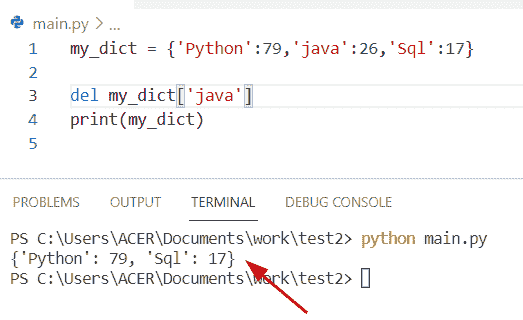 main.py > ...
1 my_dict = {'Python':79,'java':26,'Sql':17}
2
3 del my_dict['java']
4 print(my_dict)
5
PROBLEMS OUTPUT TERMINAL DEBUG CONSOLE
PS C:\Users\ACER\Documents\work\test2> python main.py
{'Python': 79, 'Sql': 17}
PS C:\Users\ACER\Documents\work\test2>